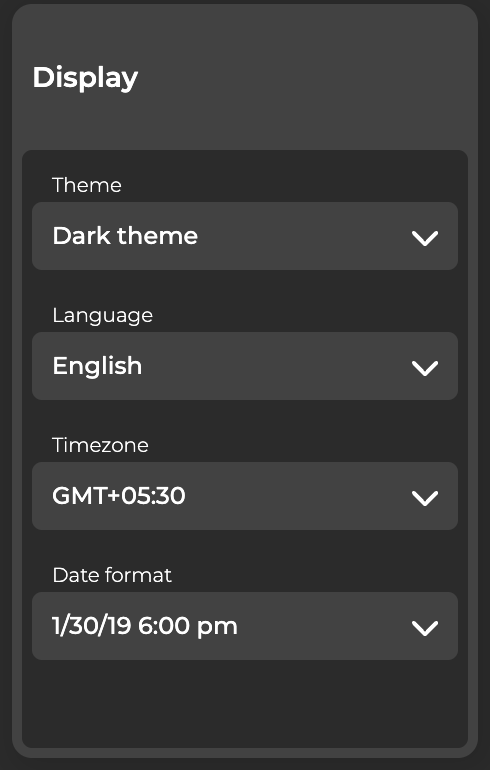 Display
Theme
Dark theme
Language
English
Timezone
GMT+05:30
Date format
1/30/19 6:00 pm